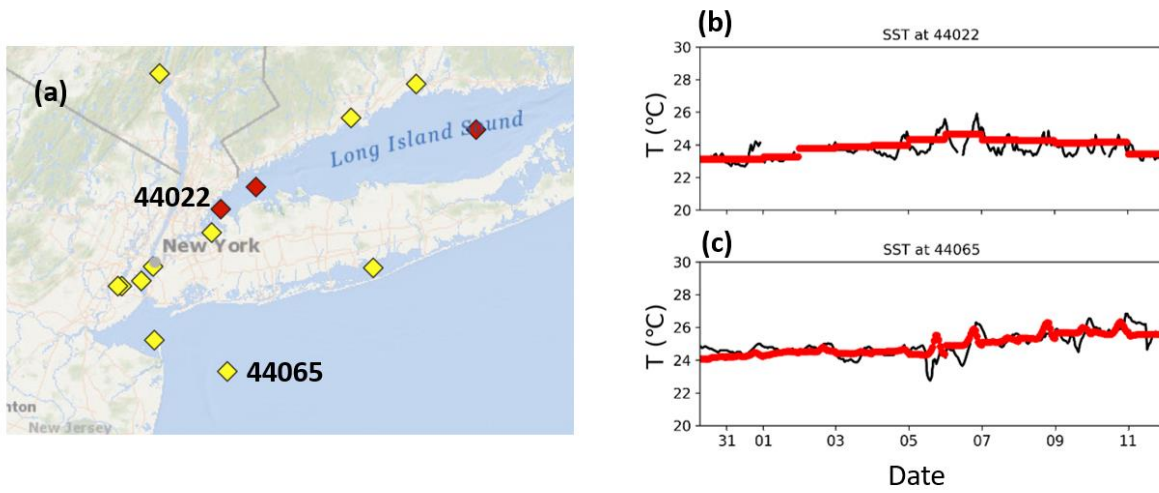 (a)
Long Island Sound
44022
New York
44065
nton
New Jersey
(b)
SST at 44022
T (°C)
30
28
26
24
22
20
(c)
SST at 44065
T (°C)
30
28
26
24
22
20
31 01 03 05 07 09 11
Date